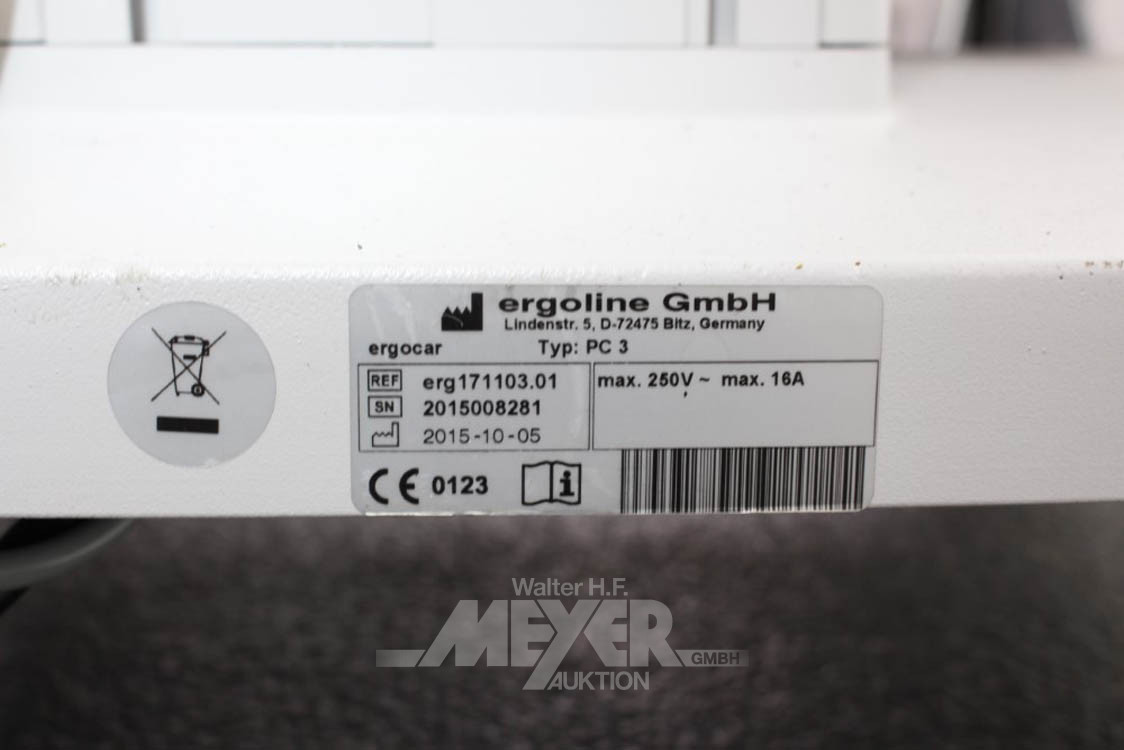 ergoline GmbH
Lindenstr. 5, D-72475 Bitz, Germany
ergocar Typ: PC 3
REF erg171103.01
SN 2015008281
2015-10-05
max. 250V ~ max. 16A
CE 0123
i
Walter H.F.
MEYER GMBH
AUKTION